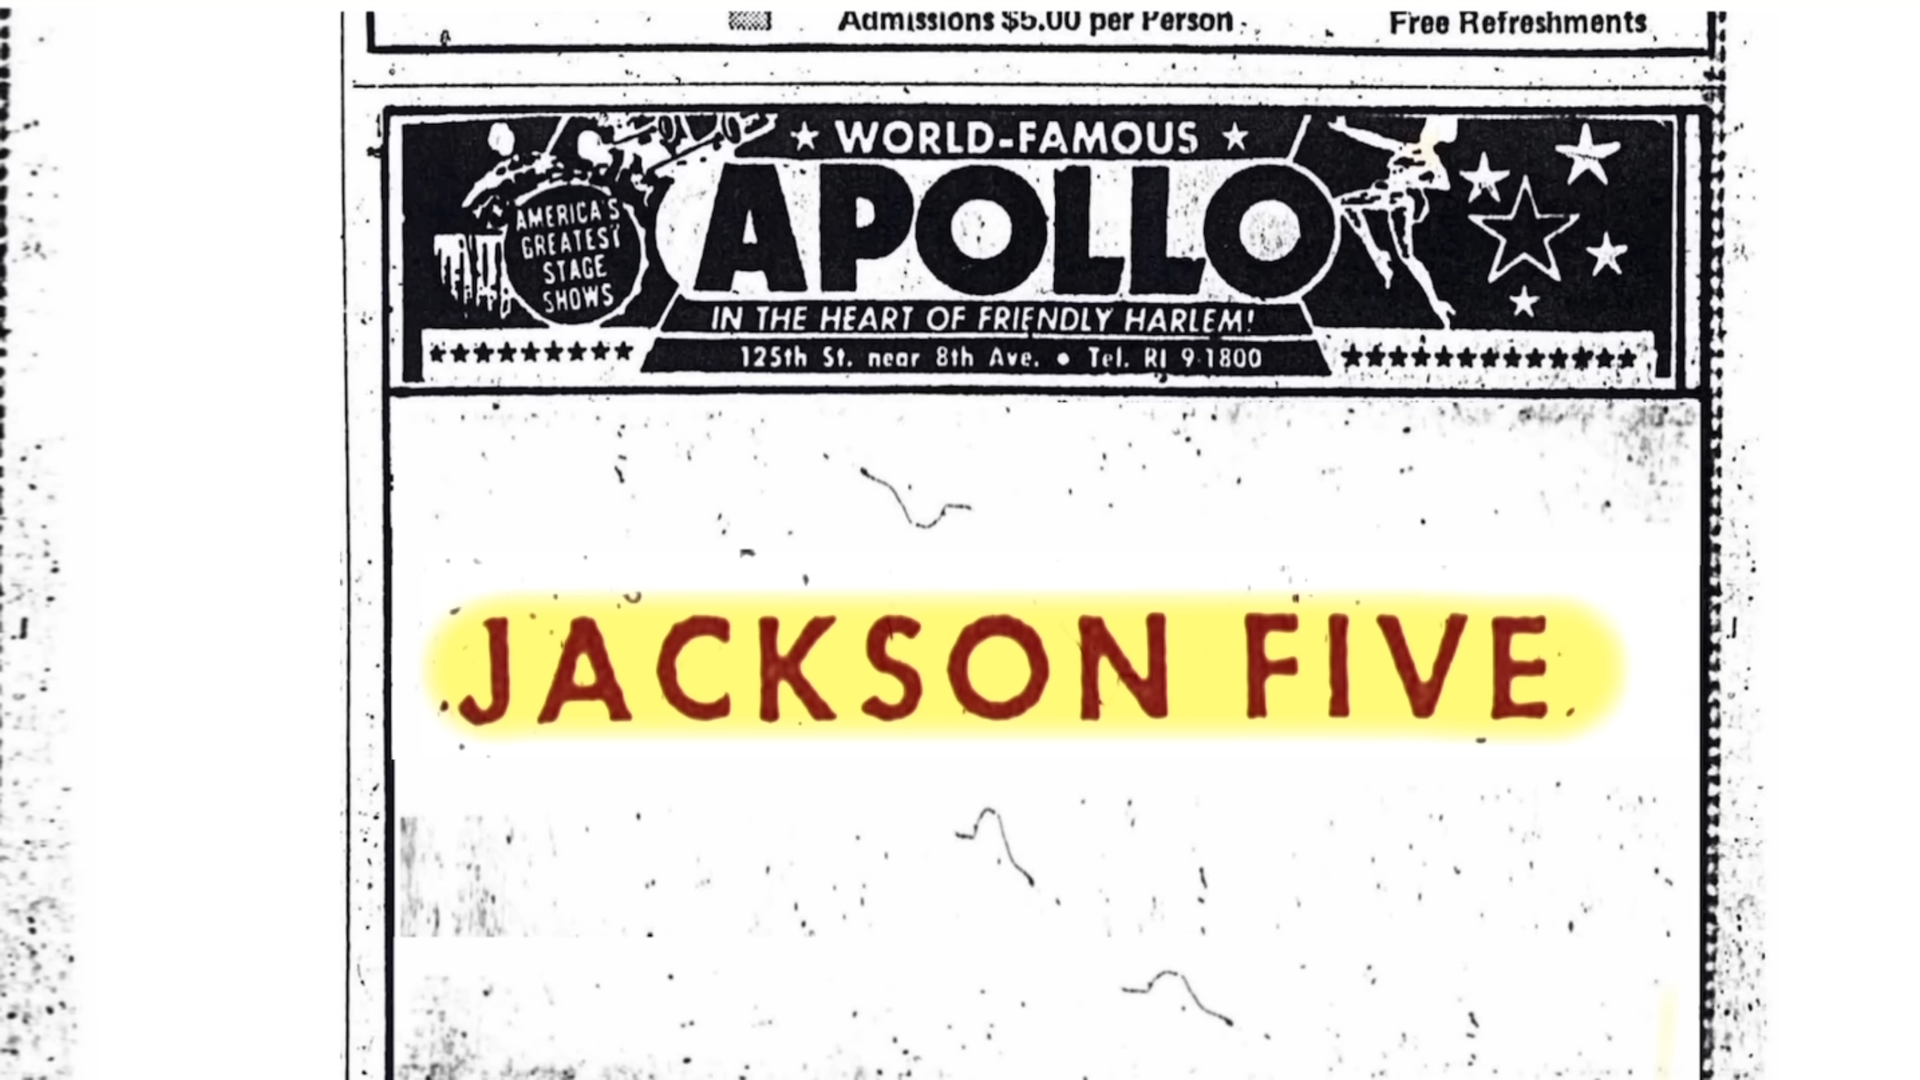 Admissions $5.00 per Person
Free Refreshments
★ WORLD-FAMOUS ★
APOLLO
AMERICA'S
GREATEST
STAGE
SHOWS
IN THE HEART OF FRIENDLY HARLEM!
125th St. near 8th Ave. • Tel. RI 9-1800
JACKSON FIVE